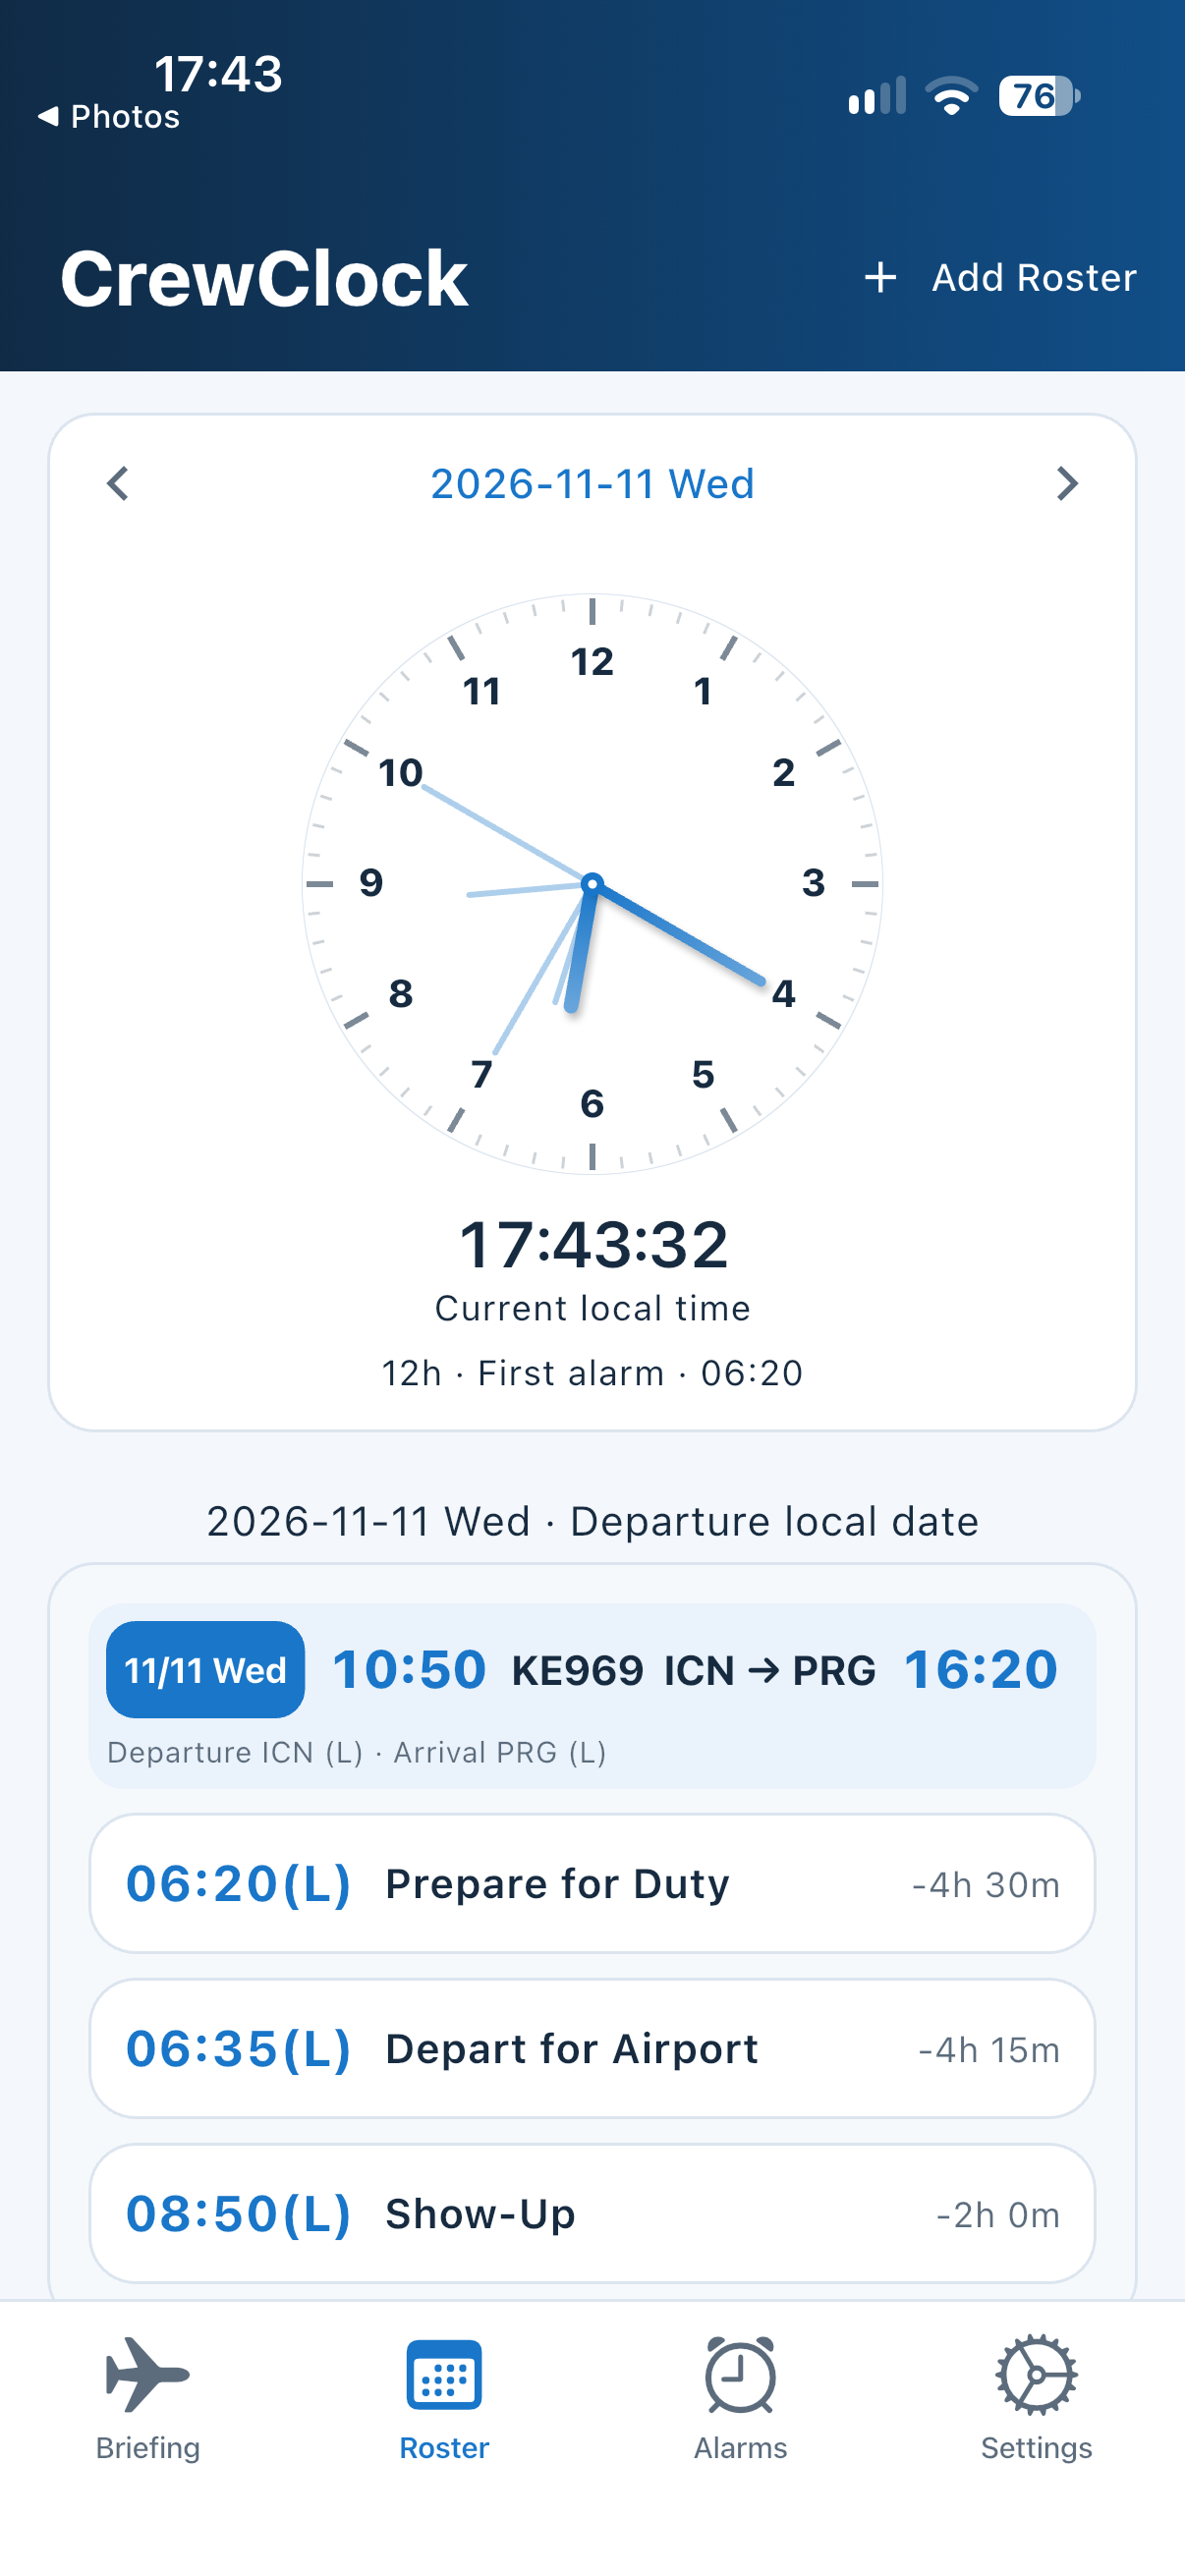 17:43
◀ Photos
76
CrewClock
+ Add Roster
2026-11-11 Wed
12
1
2
3
4
5
6
7
8
9
10
11
17:43:32
Current local time
12h · First alarm · 06:20
2026-11-11 Wed · Departure local date
11/11 Wed 10:50 KE969 ICN → PRG 16:20
Departure ICN (L) · Arrival PRG (L)
06:20(L) Prepare for Duty -4h 30m
06:35(L) Depart for Airport -4h 15m
08:50(L) Show-Up -2h 0m
Briefing Roster Alarms Settings